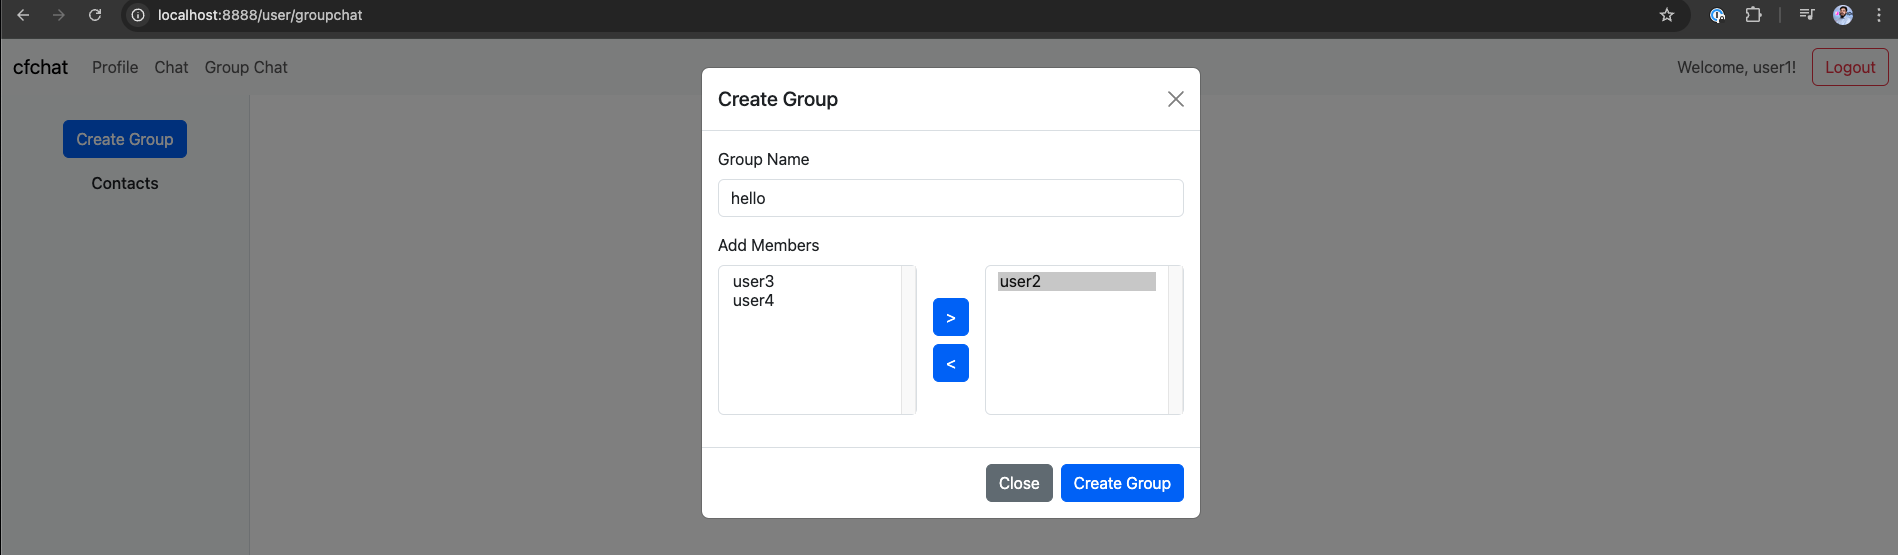 localhost:8888/user/groupchat
cfchat Profile Chat Group Chat Welcome, user1! Logout
Create Group
Contacts
Create Group
Group Name
hello
Add Members
user3
user4
>
<
user2
Close Create Group